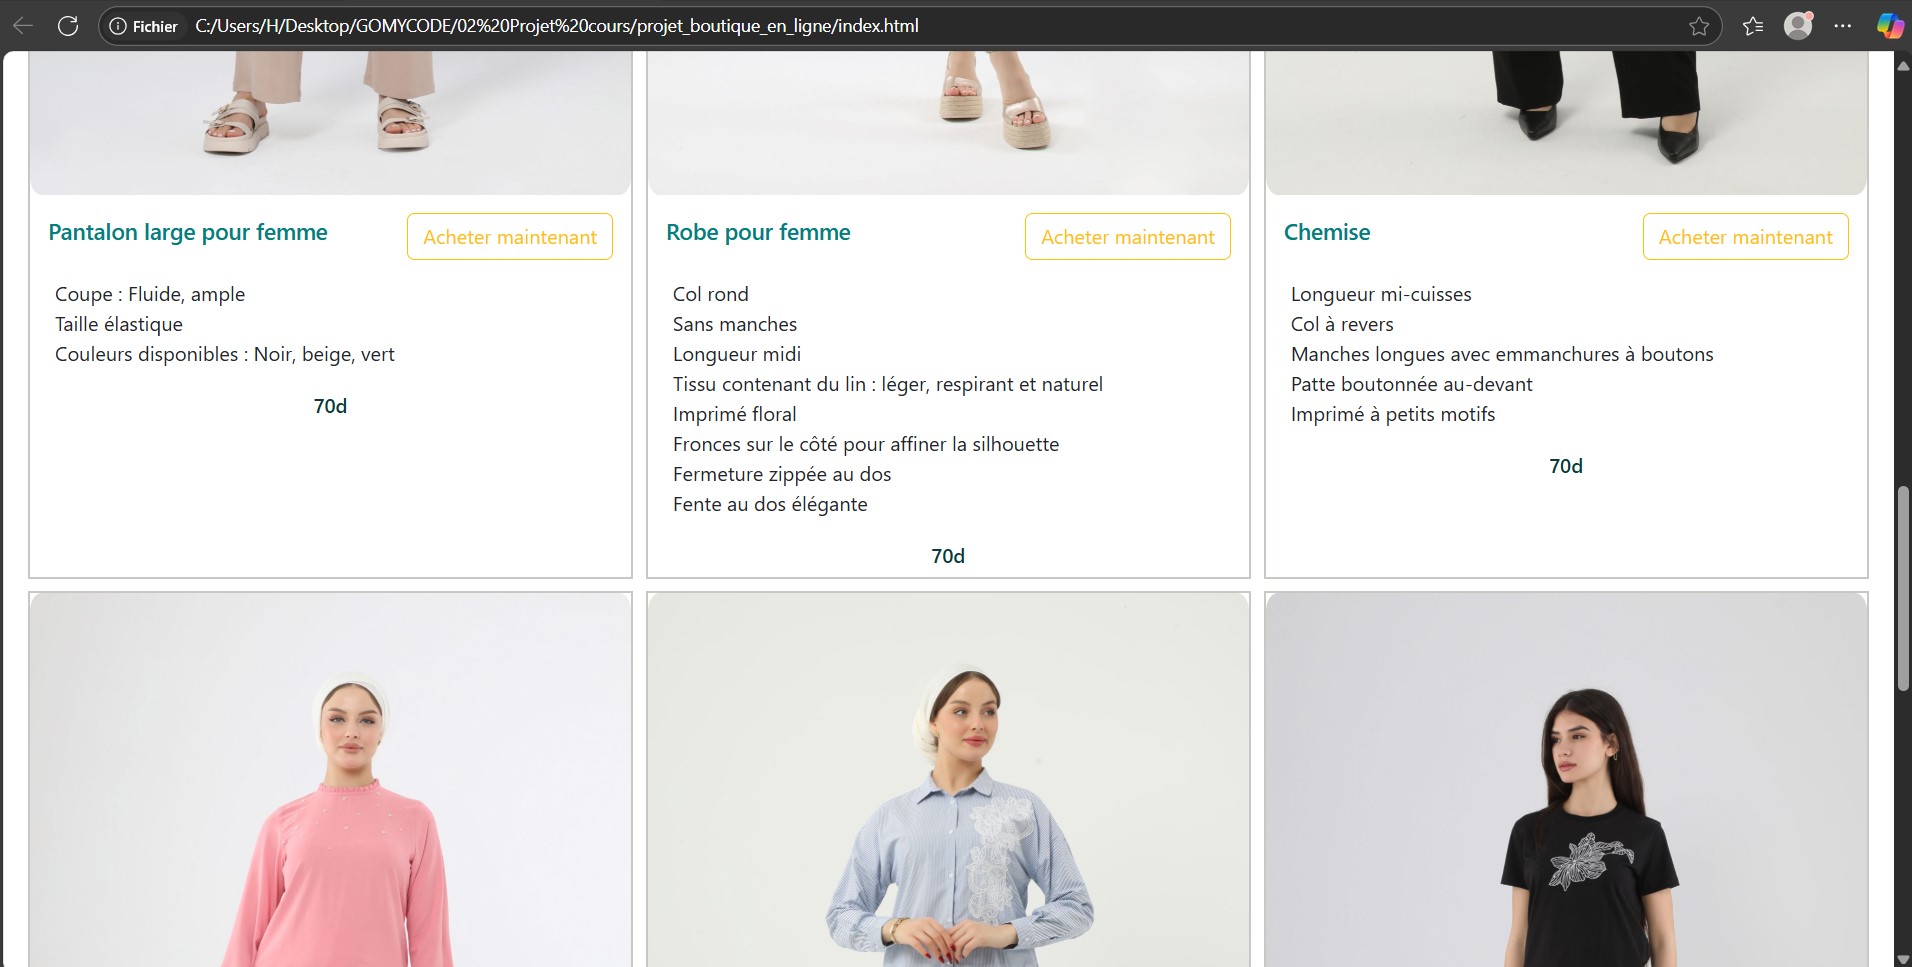 Fichier C:/Users/H/Desktop/GOMYCODE/02%20Projet%20cours/projet_boutique_en_ligne/index.html
Pantalon large pour femme
Acheter maintenant
Coupe : Fluide, ample
Taille élastique
Couleurs disponibles : Noir, beige, vert
70d
Robe pour femme
Acheter maintenant
Col rond
Sans manches
Longueur midi
Tissu contenant du lin : léger, respirant et naturel
Imprimé floral
Fronces sur le côté pour affiner la silhouette
Fermeture zippée au dos
Fente au dos élégante
70d
Chemise
Acheter maintenant
Longueur mi-cuisses
Col à revers
Manches longues avec emmanchures à boutons
Patte boutonnée au-devant
Imprimé à petits motifs
70d